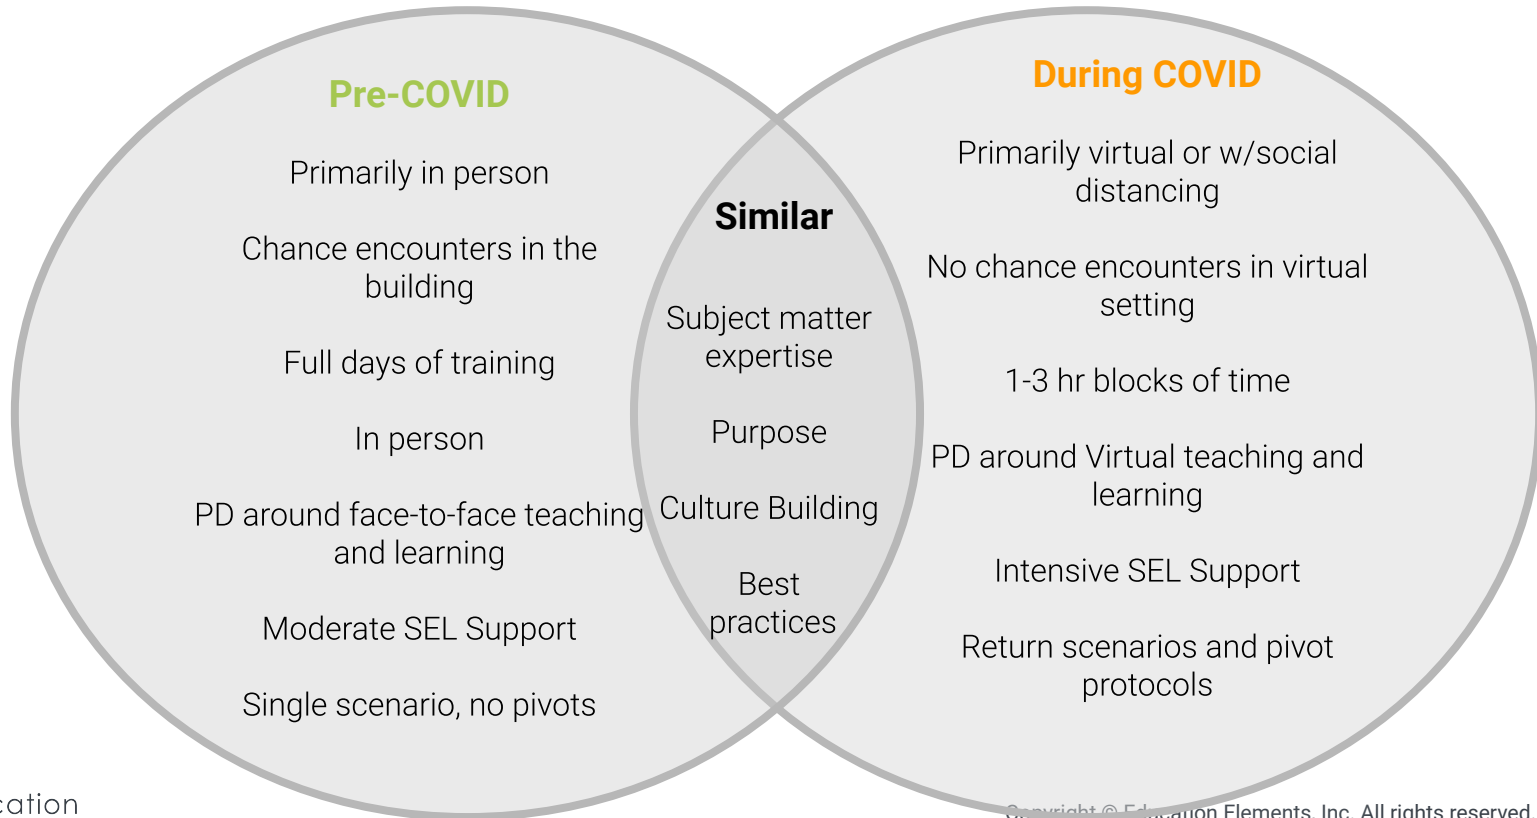 Pre-COVID
Primarily in person
Chance encounters in the
building
Full days of training
In person
PD around face-to-face teaching
and learning
Moderate SEL Support
Single scenario, no pivots
Similar
Subject matter
expertise
Purpose
Culture Building
Best
practices
During COVID
Primarily virtual or w/social
distancing
No chance encounters in virtual
setting
1-3 hr blocks of time
PD around Virtual teaching and
learning
Intensive SEL Support
Return scenarios and pivot
protocols
cation
Copyright © Education Elements, Inc. All rights reserved.